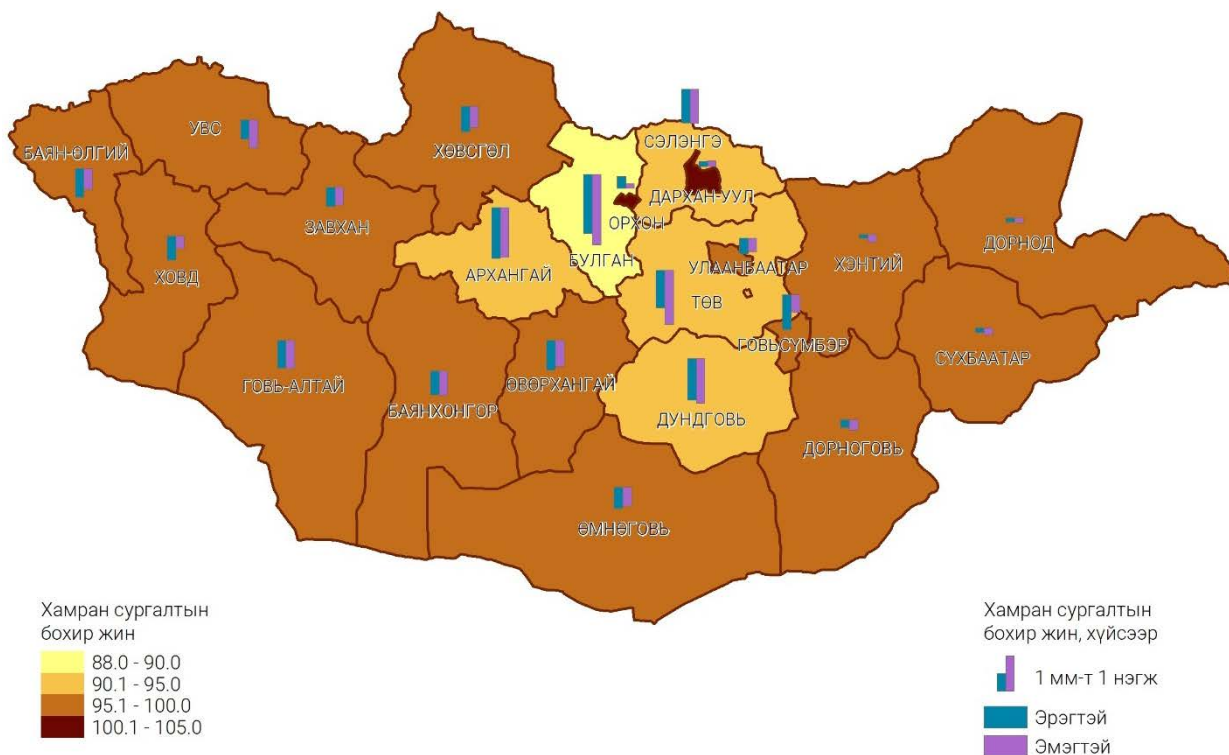 СЭЛЭНГЭ
УВС
ХӨВСГӨЛ
БАЯН-ӨЛГИЙ
ДАРХАН-УУЛ
ЗАВХАН
ОРХОН
ДОРНОД
БУЛГАН
УЛААНБААТАР
ХЭНТИЙ
ХОВД
АРХАНГАЙ
ТӨВ
ГОВЬСҮМБЭР
СҮХБААТАР
ГОВЬ-АЛТАЙ
ӨВӨРХАНГАЙ
БАЯНХОНГОР
ДУНДГОВЬ
ДОРНОГОВЬ
ӨМНӨГОВЬ
Хамран сургалтын
бохир жин
88.0 - 90.0
90.1 - 95.0
95.1 - 100.0
100.1 - 105.0
Хамран сургалтын
бохир жин, хүйсээр
1 мм-т 1 нэгж
Эрэгтэй
Эмэгтэй